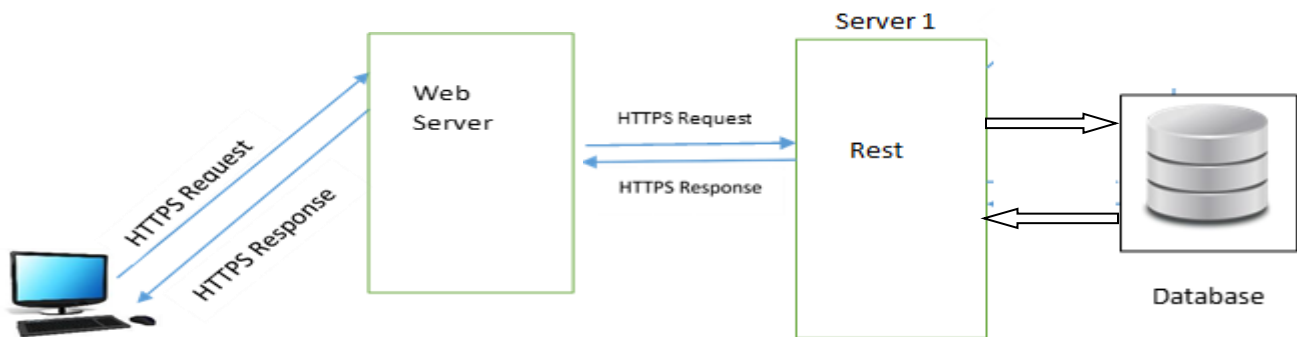 Server 1
Web
Server
HTTPS Request
HTTPS Response
HTTPS Request
HTTPS Response
Rest
Database